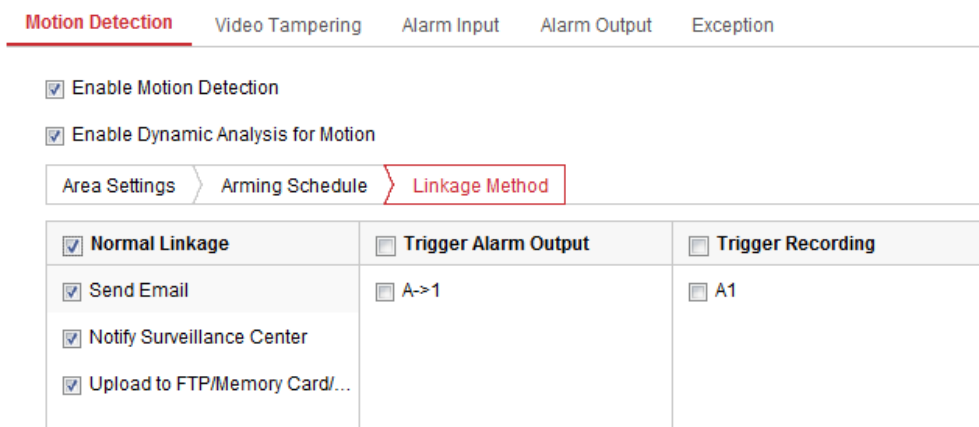 Motion Detection Video Tampering Alarm Input Alarm Output Exception
Enable Motion Detection
Enable Dynamic Analysis for Motion
Area Settings Arming Schedule Linkage Method
Normal Linkage Trigger Alarm Output Trigger Recording
Send Email A->1 A1
Notify Surveillance Center
Upload to FTP/Memory Card/...